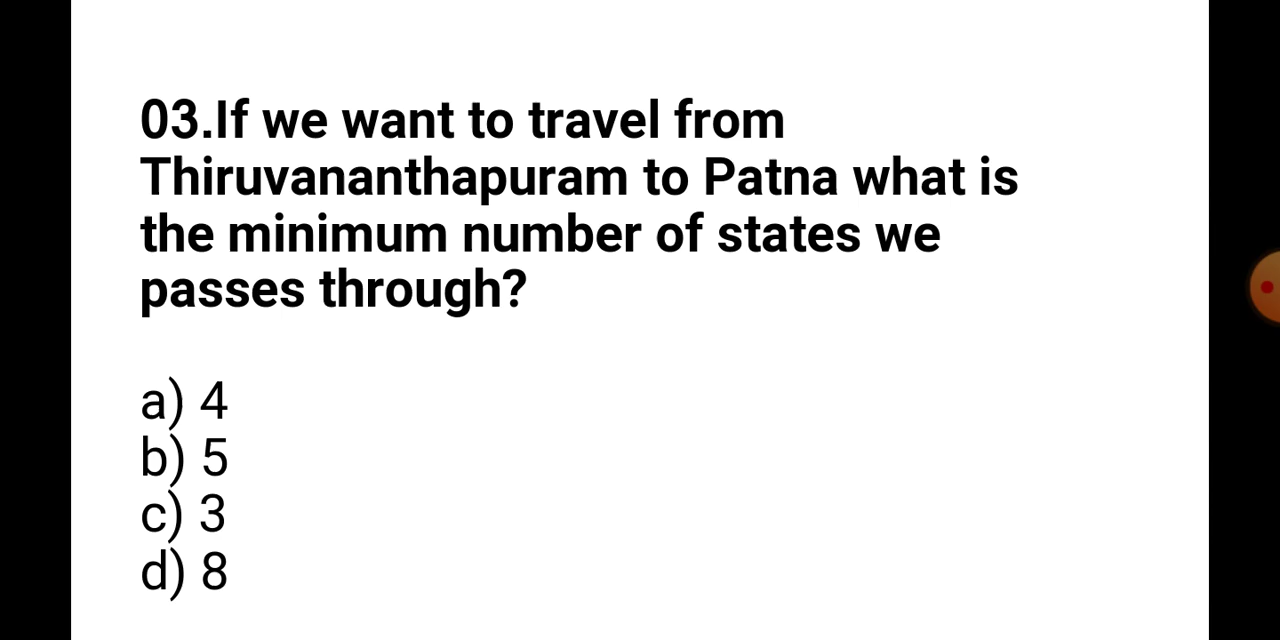 03.If we want to travel from
Thiruvananthapuram to Patna what is
the minimum number of states we
passes through?
a) 4
b) 5
c) 3
d) 8